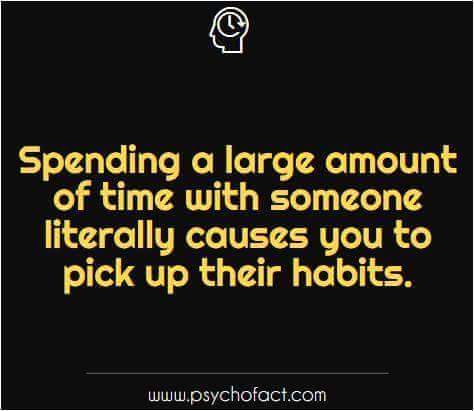 Spending a large amount
of time with someone
literally causes you to
pick up their habits.
www.psychofact.com